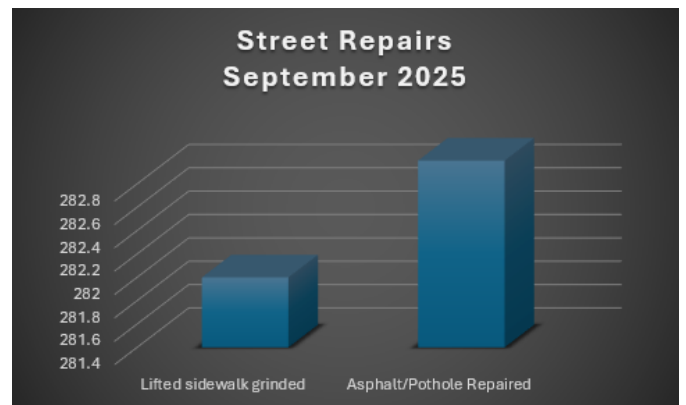 Street Repairs
September 2025
282.8
282.6
282.4
282.2
282
281.8
281.6
281.4
Lifted sidewalk grinded
Asphalt/Pothole Repaired